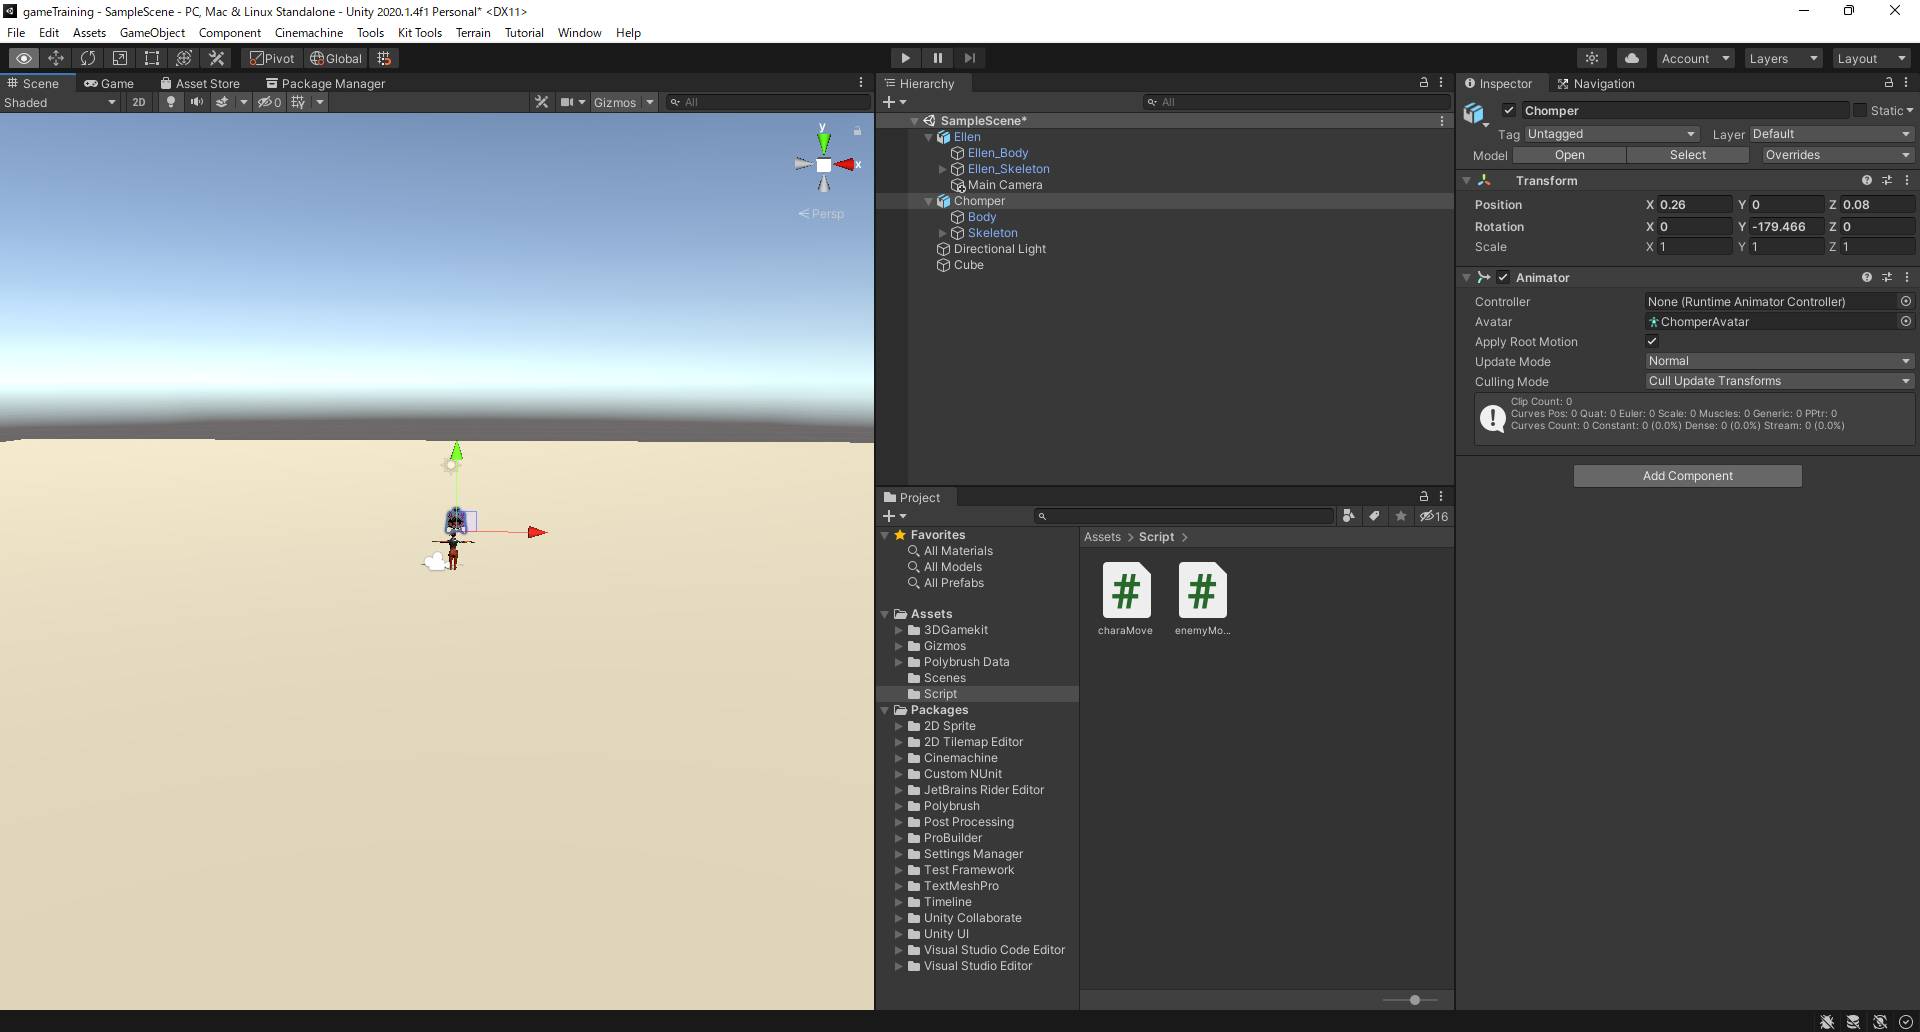 gameTraining - SampleScene - PC, Mac & Linux Standalone - Unity 2020.1.4f1 Personal* <DX11>
File Edit Assets GameObject Component Cinemachine Tools Kit Tools Terrain Tutorial Window Help
Pivot Global Account Layers Layout
Scene Game Asset Store Package Manager
Shaded 2D 0 Gizmos All
y
x
Persp
Hierarchy
All
SampleScene*
Ellen
Ellen_Body
Ellen_Skeleton
Main Camera
Chomper
Body
Skeleton
Directional Light
Cube
Project
16
Favorites
All Materials
All Models
All Prefabs
Assets
3DGamekit
Gizmos
Polybrush Data
Scenes
Script
Packages
2D Sprite
2D Tilemap Editor
Cinemachine
Custom NUnit
JetBrains Rider Editor
Polybrush
Post Processing
ProBuilder
Settings Manager
Test Framework
TextMeshPro
Timeline
Unity Collaborate
Unity UI
Visual Studio Code Editor
Visual Studio Editor
Assets > Script >
# #
charaMove enemyMo...
Inspector Navigation
Chomper Static
Tag Untagged Layer Default
Model Open Select Overrides
Transform
Position X 0.26 Y 0 Z 0.08
Rotation X 0 Y -179.466 Z 0
Scale X 1 Y 1 Z 1
Animator
Controller None (Runtime Animator Controller)
Avatar ChomperAvatar
Apply Root Motion
Update Mode Normal
Culling Mode Cull Update Transforms
Clip Count: 0
Curves Pos: 0 Quat: 0 Euler: 0 Scale: 0 Muscles: 0 Generic: 0 PPtr: 0
Curves Count: 0 Constant: 0 (0.0%) Dense: 0 (0.0%) Stream: 0 (0.0%)
Add Component